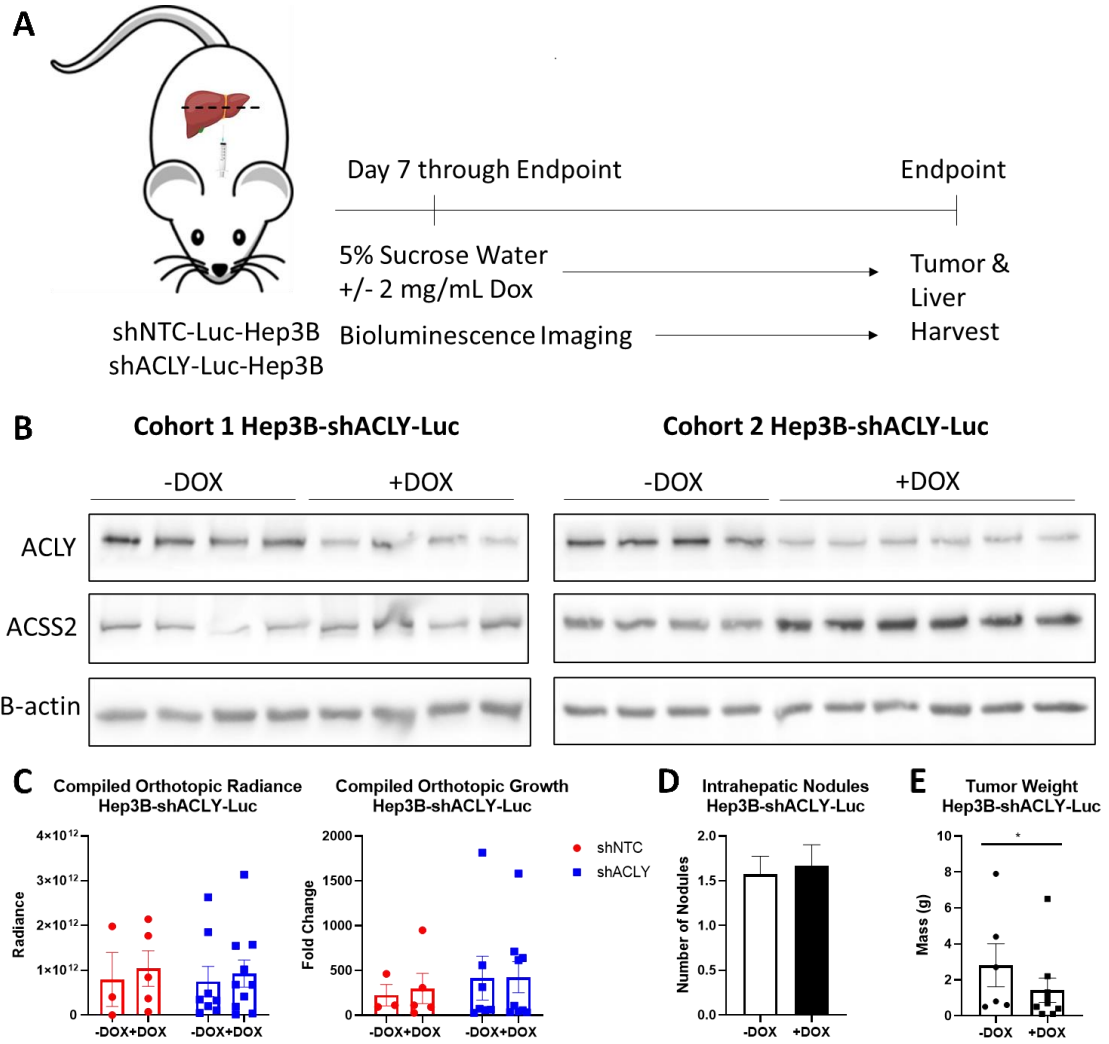 A
Day 7 through Endpoint
Endpoint
5% Sucrose Water
+/- 2 mg/mL Dox
Tumor &
Liver
Harvest
Bioluminescence Imaging
shNTC-Luc-Hep3B
shACLY-Luc-Hep3B
B
Cohort 1 Hep3B-shACLY-Luc
Cohort 2 Hep3B-shACLY-Luc
-DOX
+DOX
-DOX
+DOX
ACLY
ACSS2
B-actin
C
Compiled Orthotopic Radiance
Hep3B-shACLY-Luc
Radiance
4×10¹²
3×10¹²
2×10¹²
1×10¹²
0
-DOX+DOX
-DOX+DOX
Compiled Orthotopic Growth
Hep3B-shACLY-Luc
Fold Change
2000
1500
1000
500
0
-DOX+DOX
-DOX+DOX
shNTC
shACLY
D
Intrahepatic Nodules
Hep3B-shACLY-Luc
Number of Nodules
2.0
1.5
1.0
0.5
0.0
-DOX
+DOX
E
Tumor Weight
Hep3B-shACLY-Luc
Mass (g)
10
8
6
4
2
0
*
-DOX
+DOX